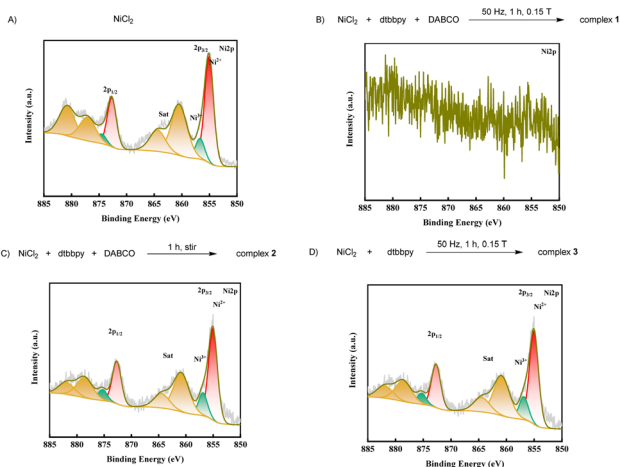 A) NiCl2
2p3/2 Ni2p
Ni2+
2p1/2
Sat
Ni3+
Intensity (a.u.)
885 880 875 870 865 860 855 850
Binding Energy (eV)
B) NiCl2 + dtbbpy + DABCO 50 Hz, 1 h, 0.15 T complex 1
Ni2p
Intensity (a.u.)
885 880 875 870 865 860 855 850
Binding Energy (eV)
C) NiCl2 + dtbbpy + DABCO 1 h, stir complex 2
2p3/2 Ni2p
Ni2+
2p1/2
Sat
Ni3+
Intensity (a.u.)
885 880 875 870 865 860 855 850
Binding Energy (eV)
D) NiCl2 + dtbbpy 50 Hz, 1 h, 0.15 T complex 3
2p3/2 Ni2p
Ni2+
2p1/2
Sat
Ni3+
Intensity (a.u.)
885 880 875 870 865 860 855 850
Binding Energy (eV)